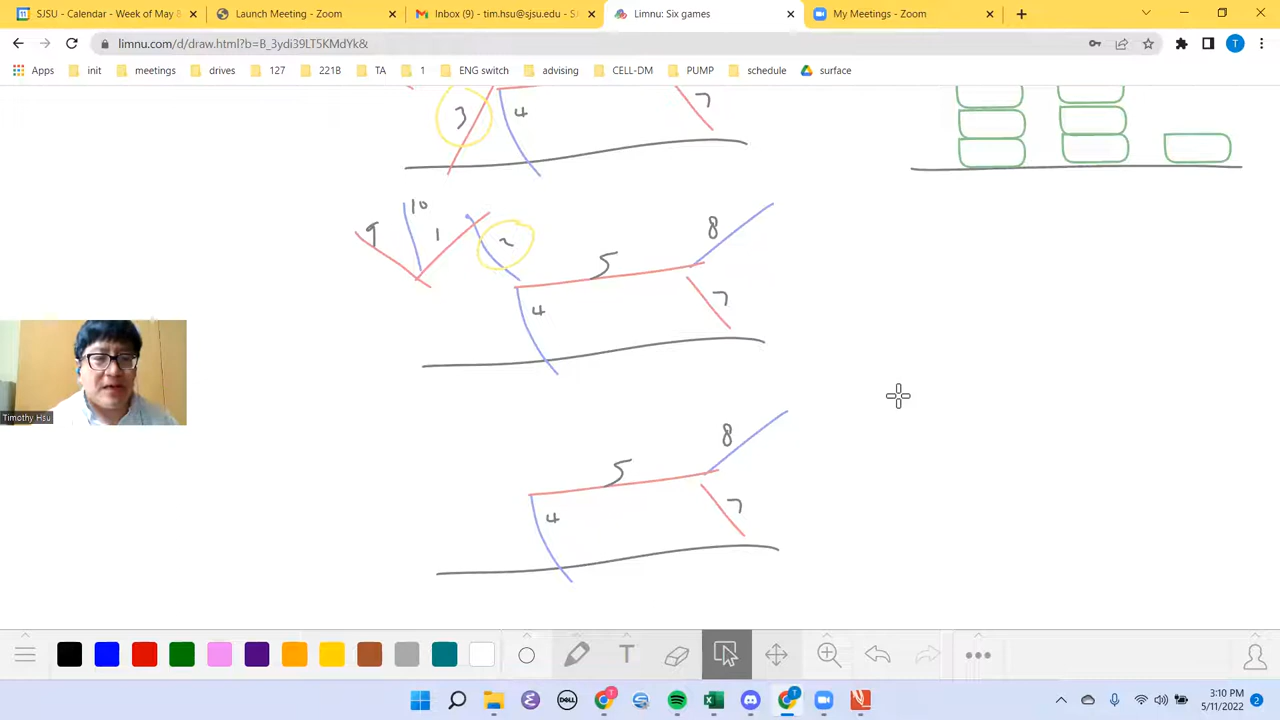 SJSU - Calendar - Week of May 8
Launch Meeting - Zoom
Inbox (9) - tim.hsu@sjsu.edu - SJ
Limnu: Six games
My Meetings - Zoom
limnu.com/d/draw.html?b=B_3ydi39LT5KMdYk&
Apps
init
meetings
drives
127
221B
TA
1
ENG switch
advising
CELL-DM
PUMP
schedule
surface
3
4
7
9
10
1
2
5
8
4
7
Timothy Hsu
5
8
4
7
T
3:10 PM
5/11/2022
2